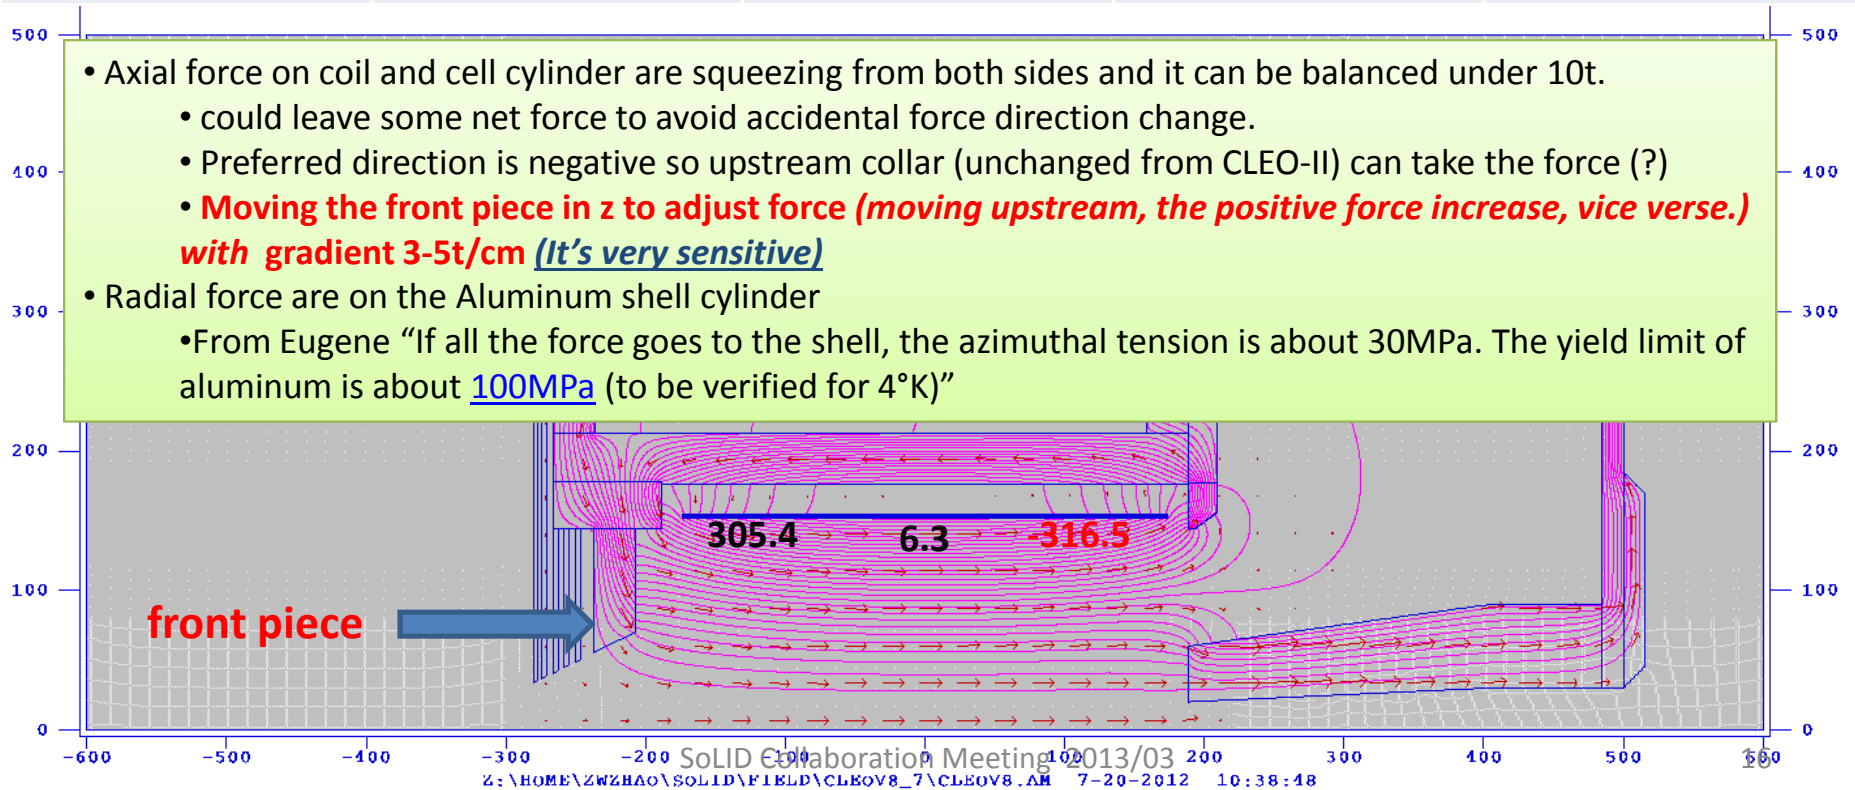 500 500
• Axial force on coil and cell cylinder are squeezing from both sides and it can be balanced under 10t.
• could leave some net force to avoid accidental force direction change.
• Preferred direction is negative so upstream collar (unchanged from CLEO-II) can take the force (?)
400 400
• Moving the front piece in z to adjust force (moving upstream, the positive force increase, vice verse.)
with gradient 3-5t/cm (It's very sensitive)
• Radial force are on the Aluminum shell cylinder
300 300
•From Eugene “If all the force goes to the shell, the azimuthal tension is about 30MPa. The yield limit of
aluminum is about 100MPa (to be verified for 4°K)”
200 200
305.4 6.3 -316.5
100 100
front piece
0 0
-600 -500 -400 -300 -200 -100 0 100 200 300 400 500 600
SoLID Collaboration Meeting 2013/03 16
Z:\HOME\ZWZHAO\SOLID\FIELD\CLEOV8_7\CLEOV8.AM 7-20-2012 10:38:48